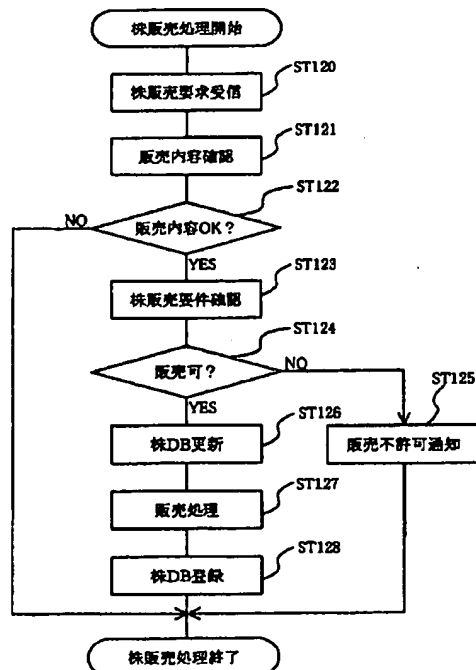 株販売処理開始
ST120
株販売要求受信
ST121
販売内容確認
ST122
NO
販売内容OK?
YES
ST123
株販売要件確認
ST124
販売可?
NO
ST125
YES
ST126
株DB更新
販売不許可通知
ST127
販売処理
ST128
株DB登録
株販売処理終了